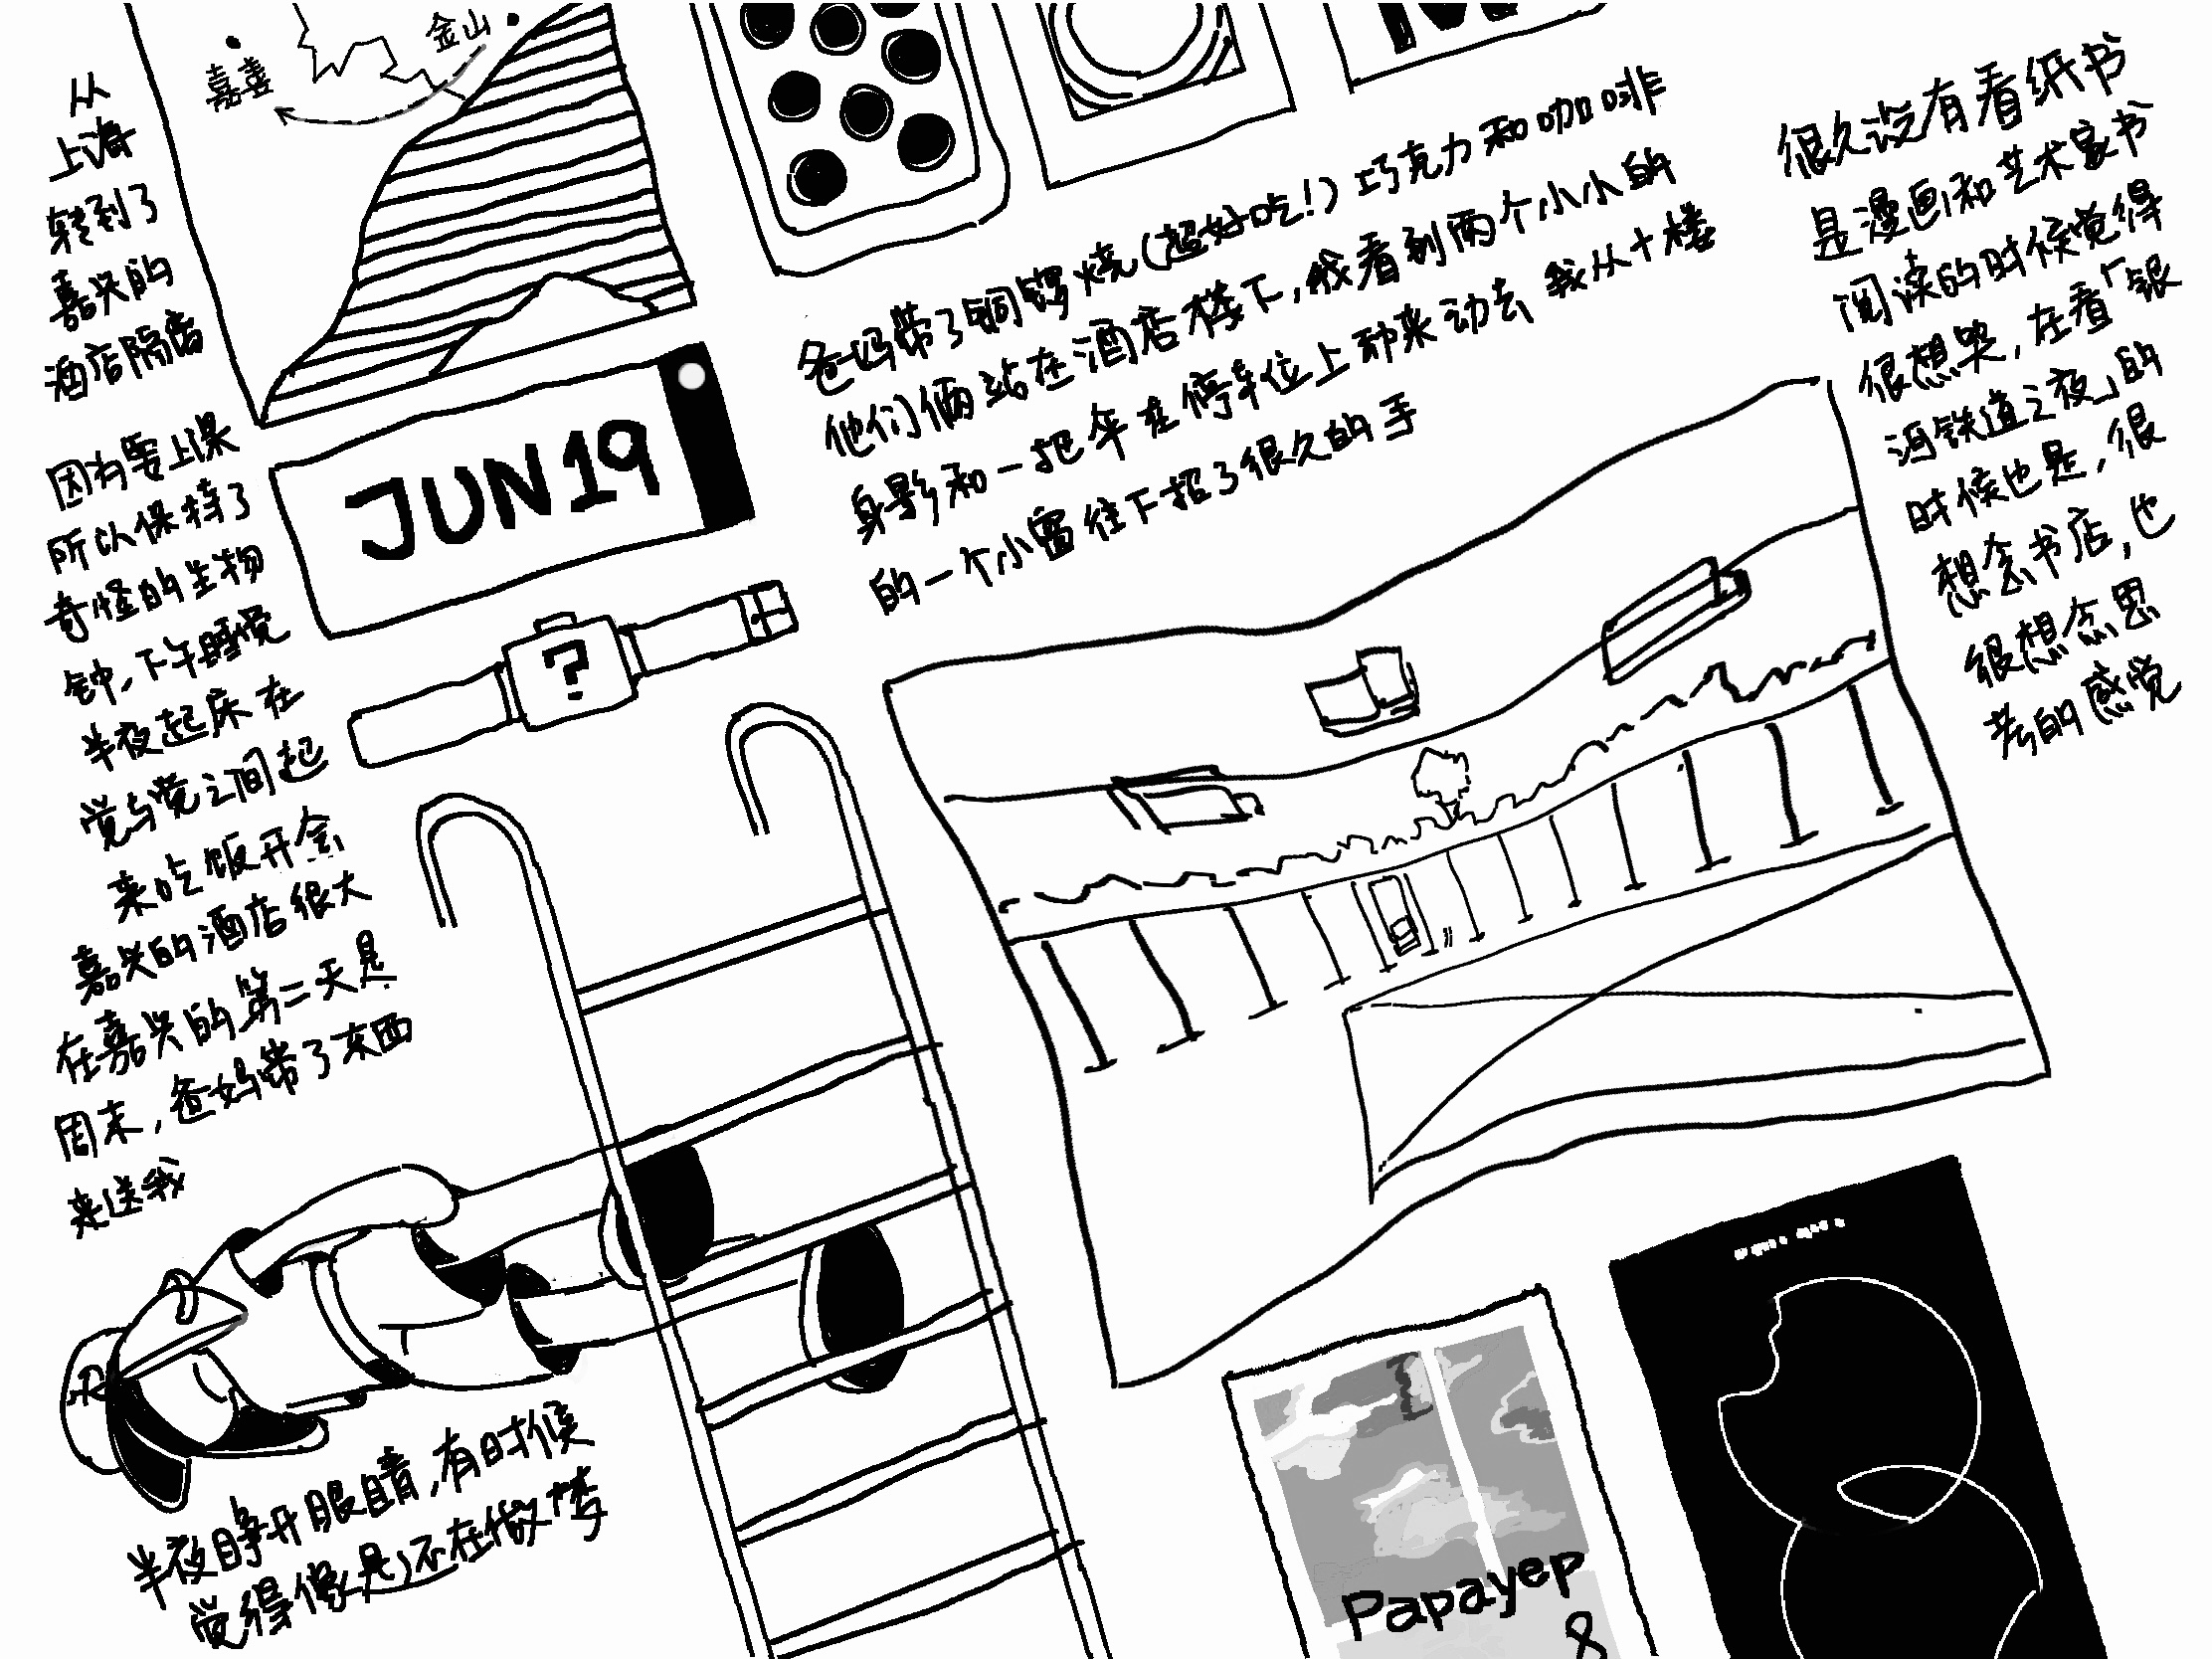 金山
嘉善
从
上海
转到了
嘉兴的
酒店隔离
因为要上课
所以保持了
奇怪的生物
钟，下午睡觉
半夜起床在
觉与觉之间起
来吃饭开会
嘉兴的酒店很大
在嘉兴的第二天是
周末，爸妈带了东西
来送我
JUN19
?
半夜睁开眼睛，有时候
觉得像(是)不在做梦
爸妈带了铜锣烧(超好吃!)巧克力和咖啡
他们俩站在酒店楼下，我看到两个小小的
身影和一把伞在停车位上挪来动去 我从十楼
的一个小窗往下招了很久的手
很久没有看纸书
是漫画和艺术家书
阅读的时候觉得
很想哭，在看「银
河铁道之夜」的
时候也是，很
想念书店，也
很想念思
考的感觉
Papayep
&